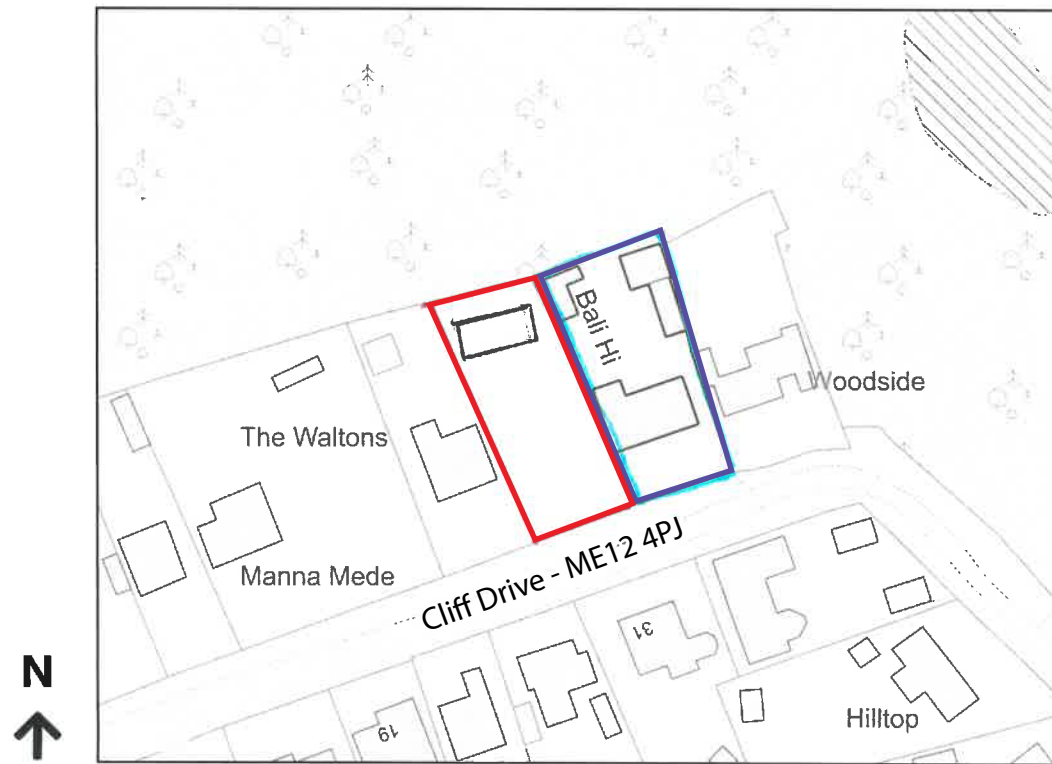 Bali Hi
Woodside
The Waltons
Manna Mede
Cliff Drive - ME12 4PJ
31
N
Hilltop
19